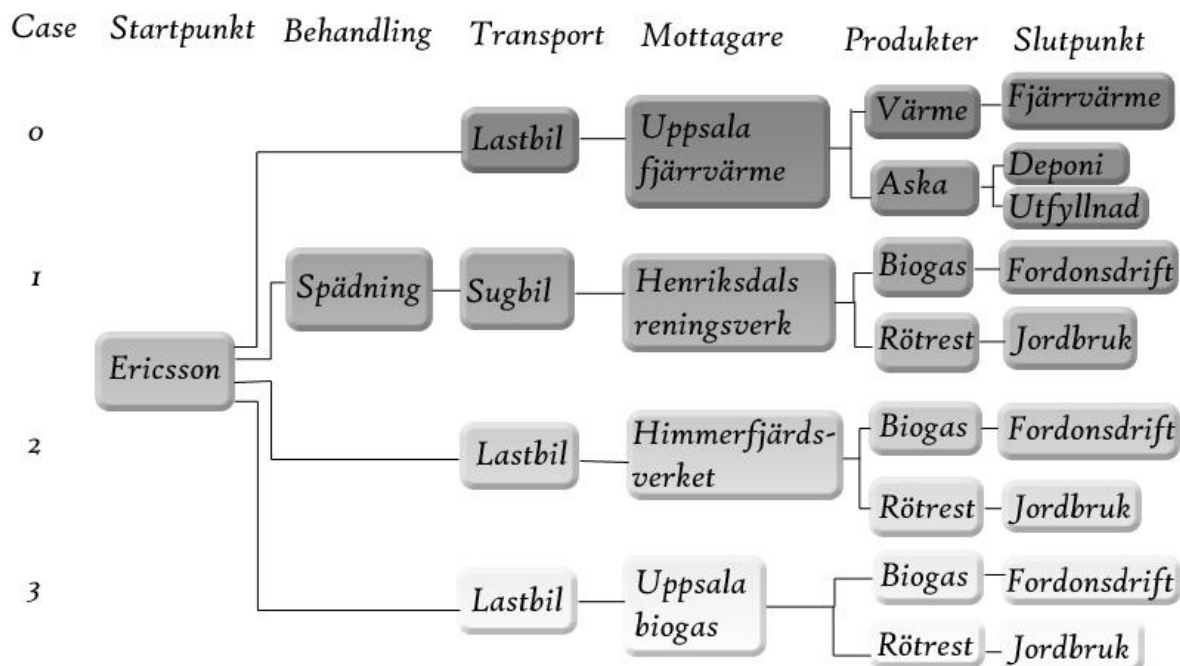 Case Startpunkt Behandling Transport Mottagare Produkter Slutpunkt
0
Lastbil
Uppsala
fjärrvärme
Värme
Fjärrvärme
Aska
Deponi
Utfyllnad
1
Spädning
Sugbil
Henriksdals
reningsverk
Biogas
Fordonsdrift
Rötrest
Jordbruk
Ericsson
2
Lastbil
Himmerfjärds-
verket
Biogas
Fordonsdrift
Rötrest
Jordbruk
3
Lastbil
Uppsala
biogas
Biogas
Fordonsdrift
Rötrest
Jordbruk